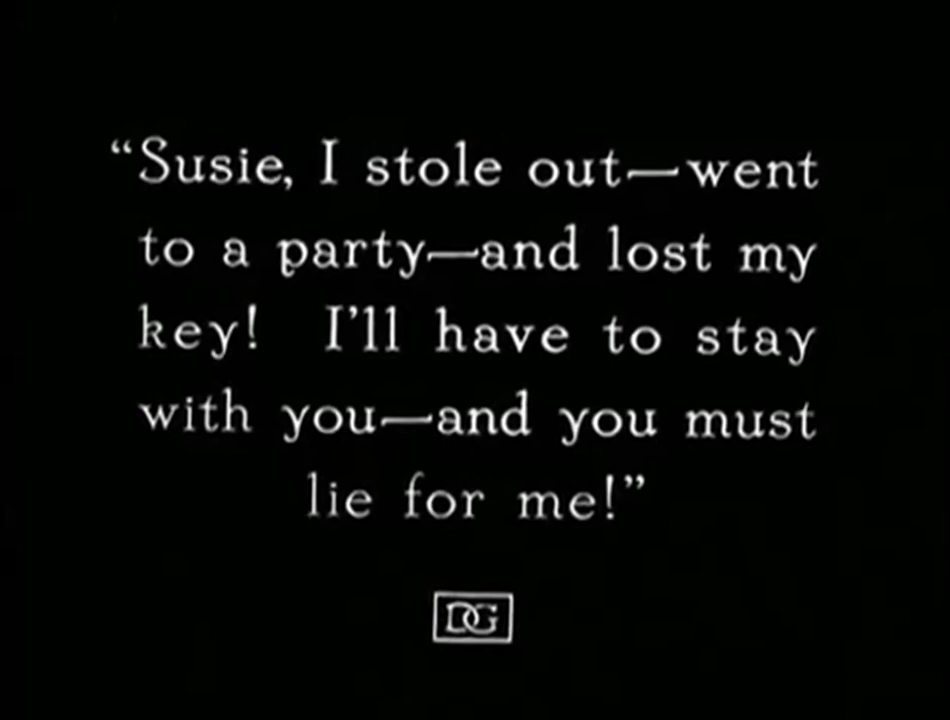 “Susie, I stole out—went
to a party—and lost my
key! I’ll have to stay
with you—and you must
lie for me!”
DG